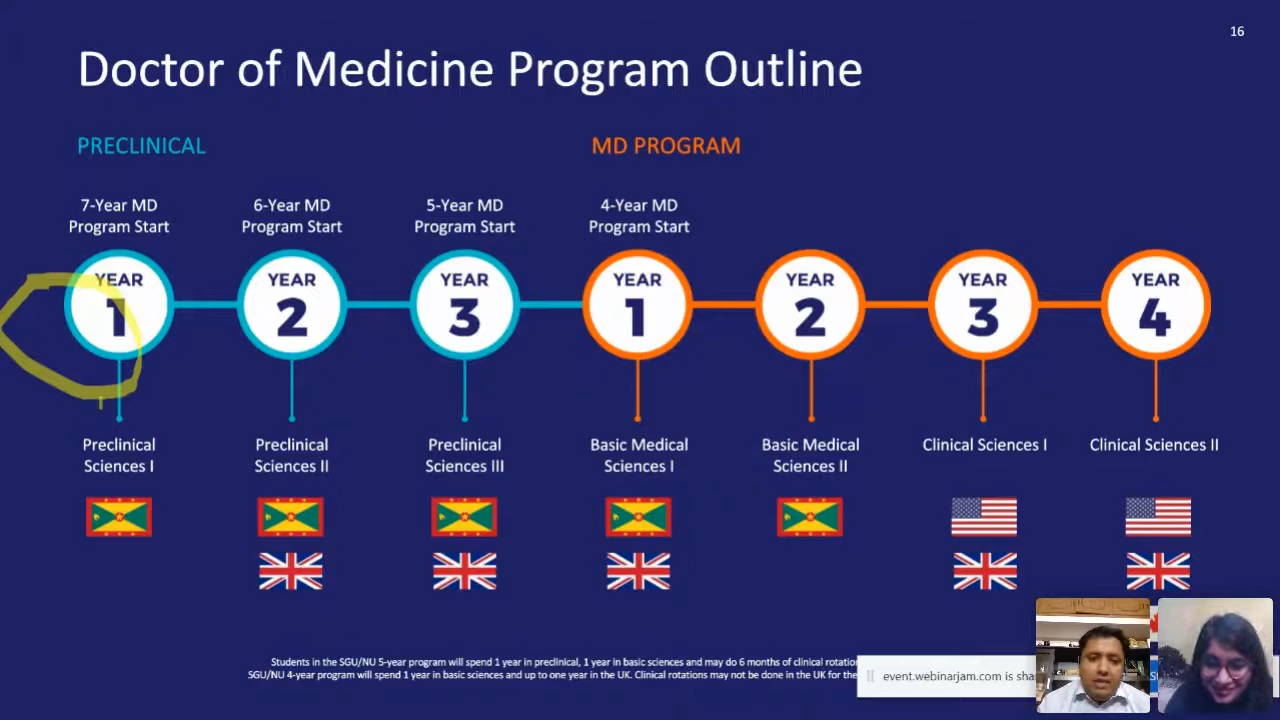 16
Doctor of Medicine Program Outline
PRECLINICAL
MD PROGRAM
7-Year MD
Program Start
6-Year MD
Program Start
5-Year MD
Program Start
4-Year MD
Program Start
YEAR
1
YEAR
2
YEAR
3
YEAR
1
YEAR
2
YEAR
3
YEAR
4
Preclinical
Sciences I
Preclinical
Sciences II
Preclinical
Sciences III
Basic Medical
Sciences I
Basic Medical
Sciences II
Clinical Sciences I
Clinical Sciences II
Students in the SGU/NU 5-year program will spend 1 year in preclinical, 1 year in basic sciences and may do 6 months of clinical
SGU/NU 4-year program will spend 1 year in basic sciences and up to one year in the UK. Clinical rotations may not be done in the UK for the
event.webinarjam.com is